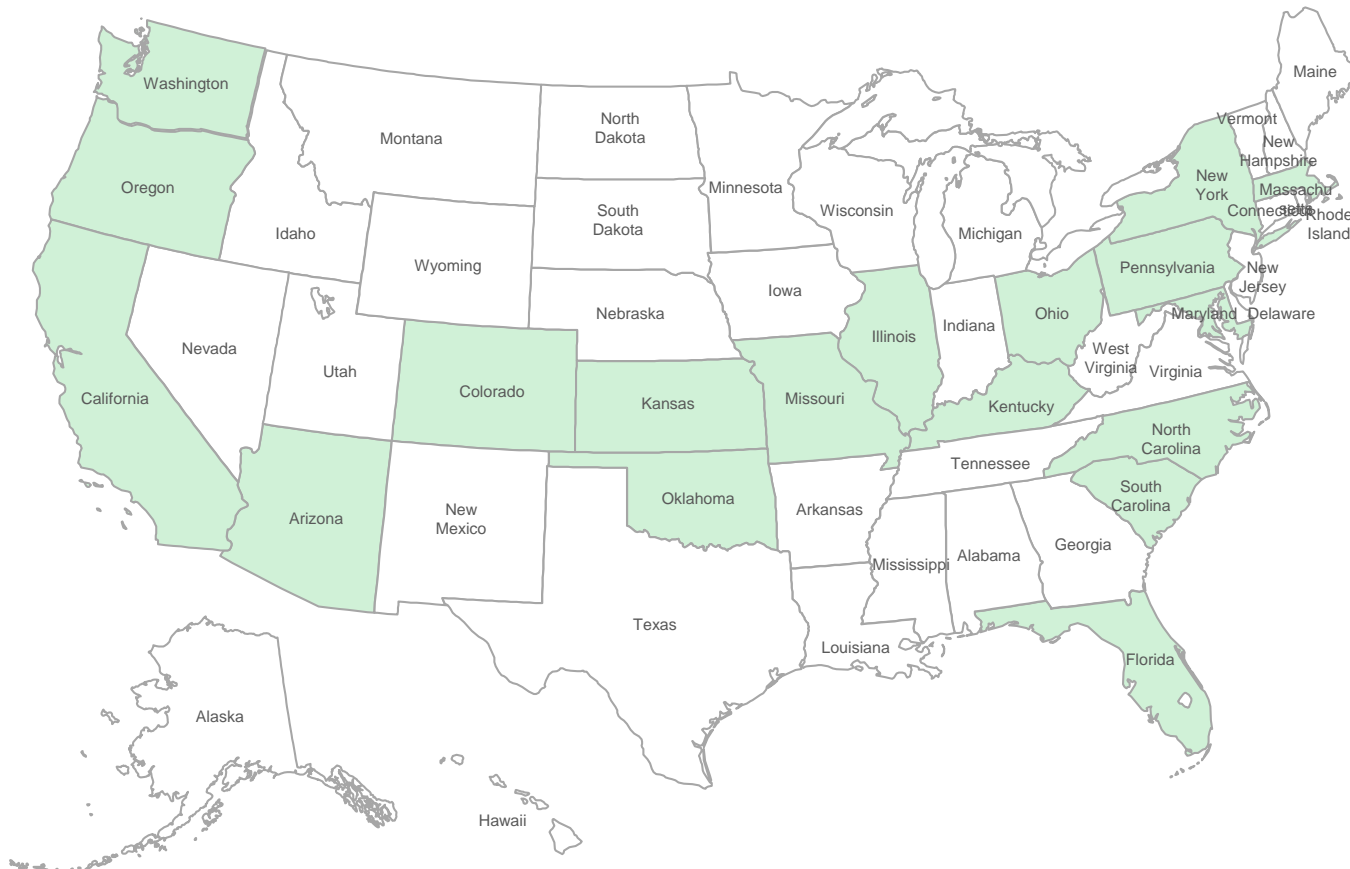 Maine
Washington
Vermont
Montana
North
Dakota
New
Hampshire
Oregon
Minnesota
New
York
Massachu
setts
South
Dakota
Wisconsin
Connecticut
Rhode
Island
Idaho
Michigan
Wyoming
Pennsylvania
New
Jersey
Iowa
Nebraska
Ohio
Maryland
Delaware
Indiana
Illinois
Nevada
West
Virginia
Utah
Virginia
California
Colorado
Kansas
Missouri
Kentucky
North
Carolina
Tennessee
South
Carolina
Oklahoma
Arkansas
Arizona
New
Mexico
Georgia
Alabama
Mississippi
Texas
Louisiana
Florida
Alaska
Hawaii